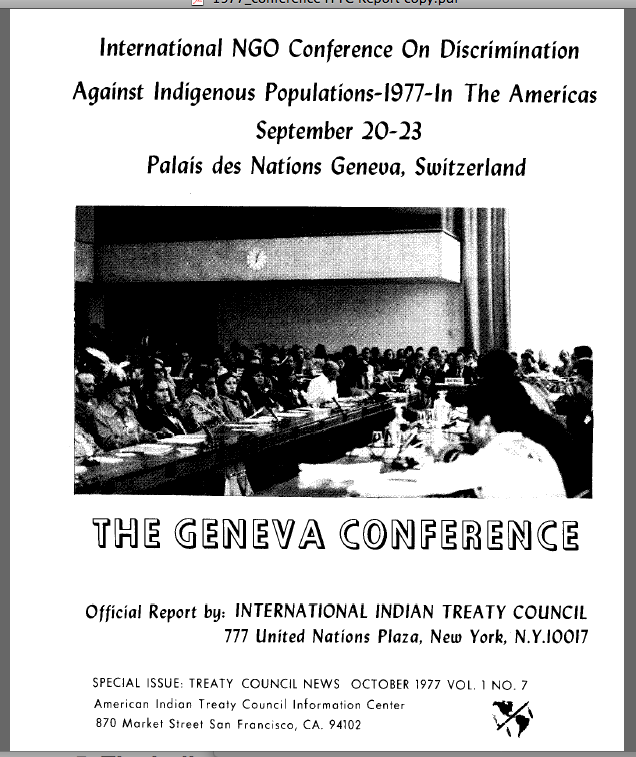 1977_conference IITC Report copy.pdf
International NGO Conference On Discrimination
Against Indigenous Populations-1977-In The Americas
September 20-23
Palais des Nations Geneva, Switzerland
THE GENEVA CONFERENCE
Official Report by: INTERNATIONAL INDIAN TREATY COUNCIL
777 United Nations Plaza, New York, N.Y.10017
SPECIAL ISSUE: TREATY COUNCIL NEWS OCTOBER 1977 VOL. 1 NO. 7
American Indian Treaty Council Information Center
870 Market Street San Francisco, CA. 94102